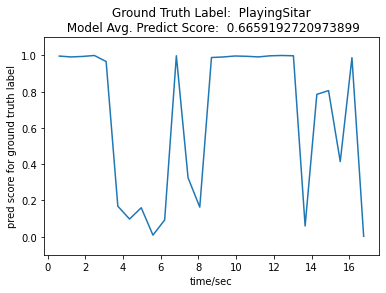 Ground Truth Label:  PlayingSitar
Model Avg. Predict Score:  0.6659192720973899
pred score for ground truth label
1.0
0.8
0.6
0.4
0.2
0.0
0 2 4 6 8 10 12 14 16
time/sec